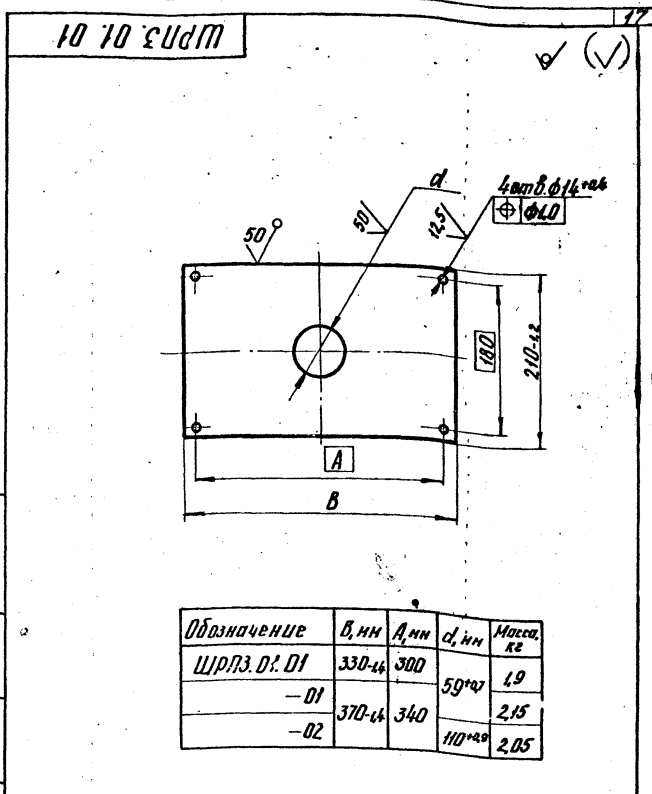 17
ШРПЗ. 01. 01
(√)
d
4 отв. ф14+0,4
ф1,0
50
12,5
50
180
210-1,2
А
В
Обозначение В, мм А, мм d, мм Масса, кг
ШРПЗ. 01. 01 330-1,4 300 59+0,7 1,9
-01 370-1,4 340 2,15
-02 110+0,9 2,05